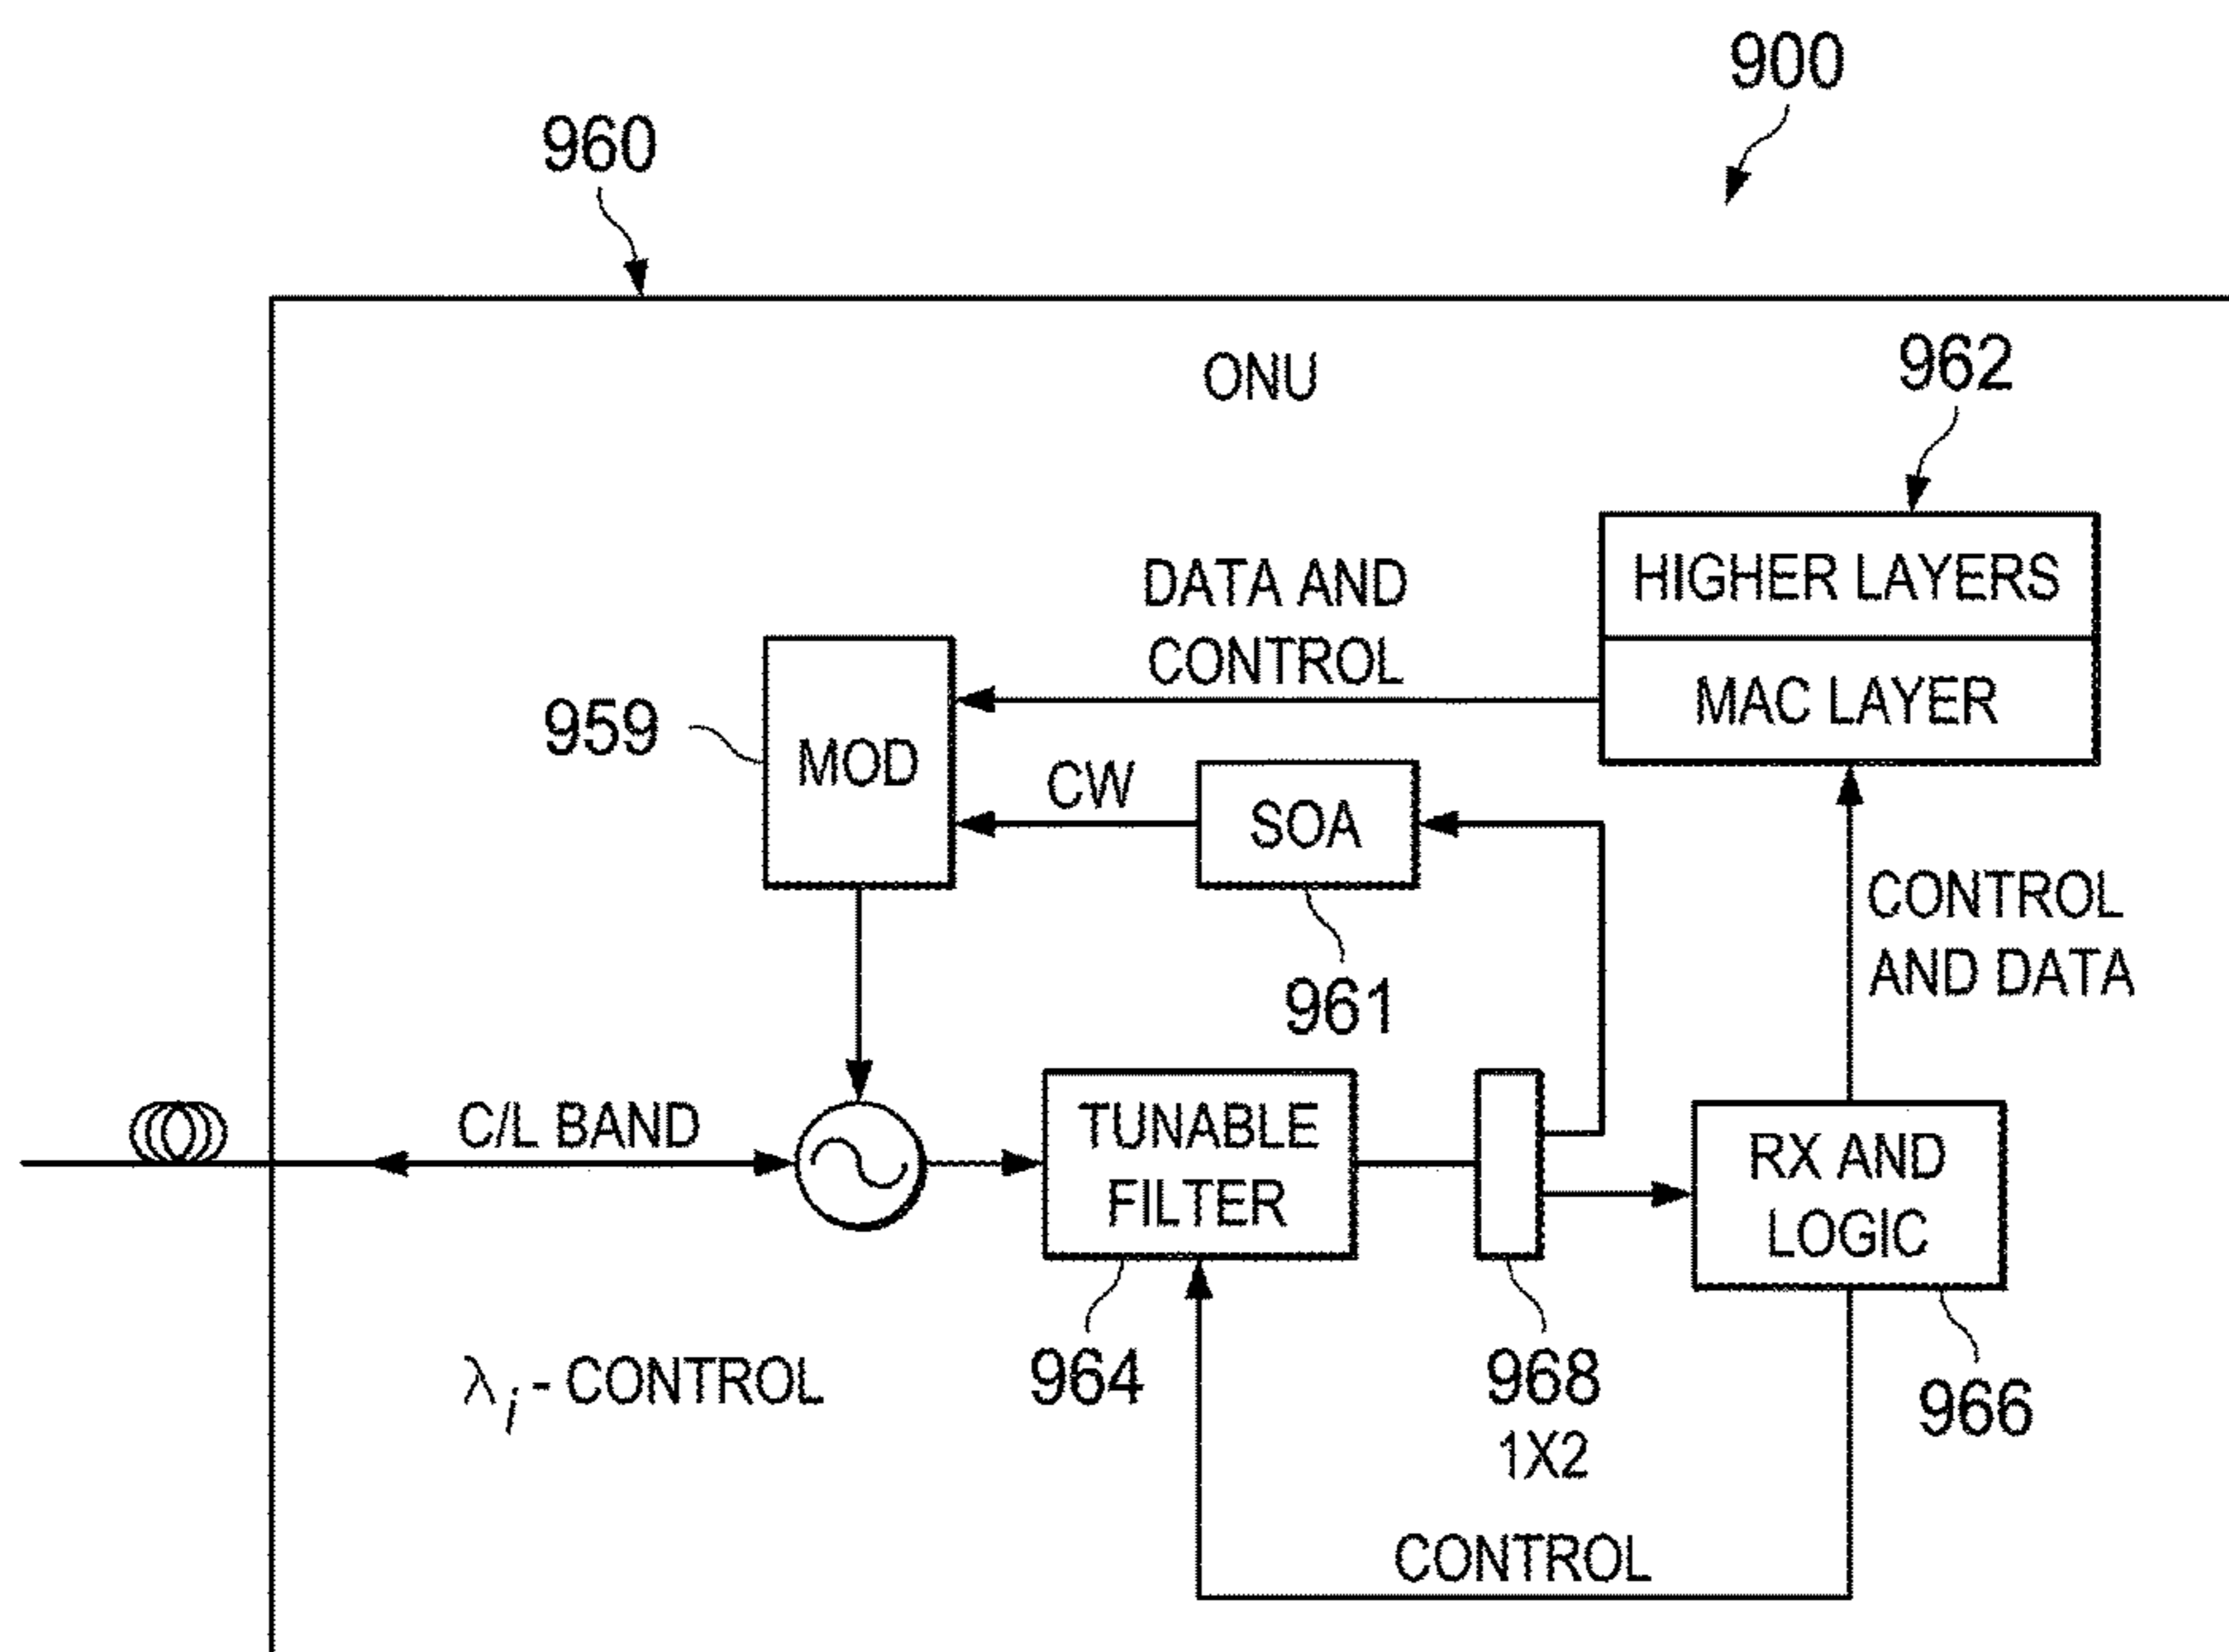 900
960
ONU
962
HIGHER LAYERS
MAC LAYER
DATA AND
CONTROL
959
MOD
CW
SOA
961
CONTROL
AND DATA
C/L BAND
TUNABLE
FILTER
RX AND
LOGIC
λi - CONTROL
964
968
1X2
966
CONTROL